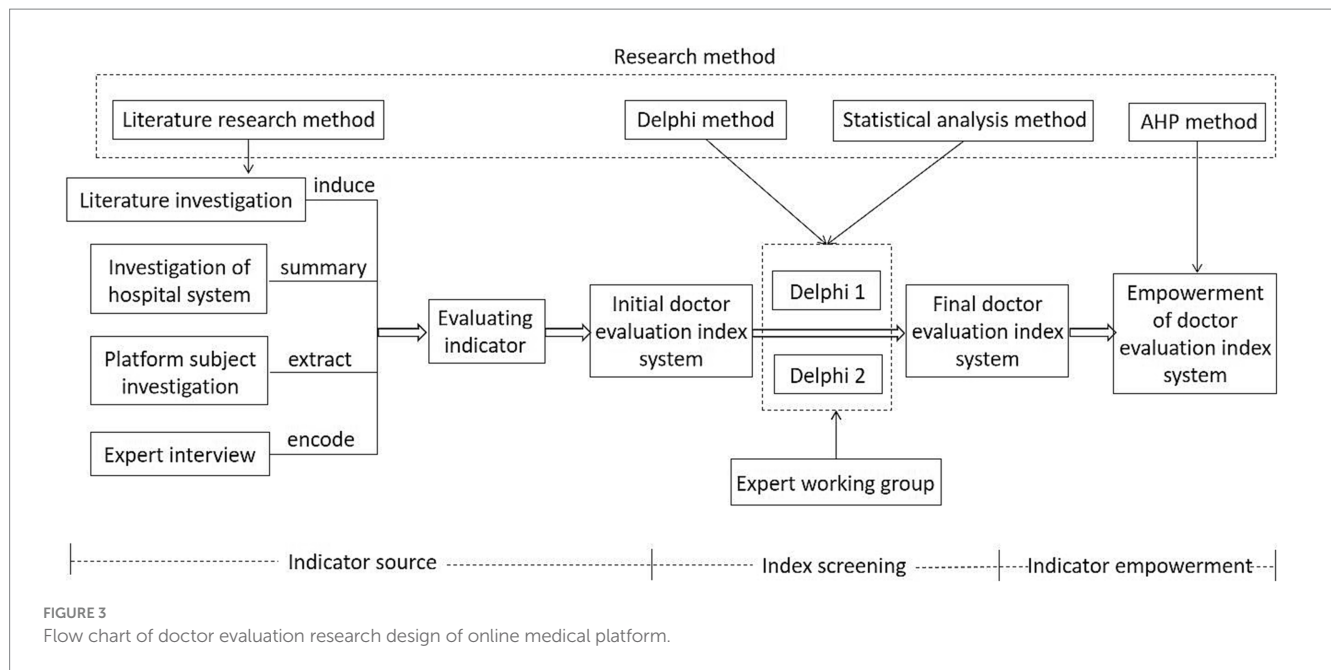 Research method
Literature research method
Delphi method
Statistical analysis method
AHP method
Literature investigation
induce
Investigation of
hospital system
summary
Platform subject
investigation
extract
Expert interview
encode
Evaluating
indicator
Initial doctor
evaluation index
system
Delphi 1
Delphi 2
Expert working group
Final doctor
evaluation index
system
Empowerment
of doctor
evaluation index
system
Indicator source
Index screening
Indicator empowerment
FIGURE 3
Flow chart of doctor evaluation research design of online medical platform.